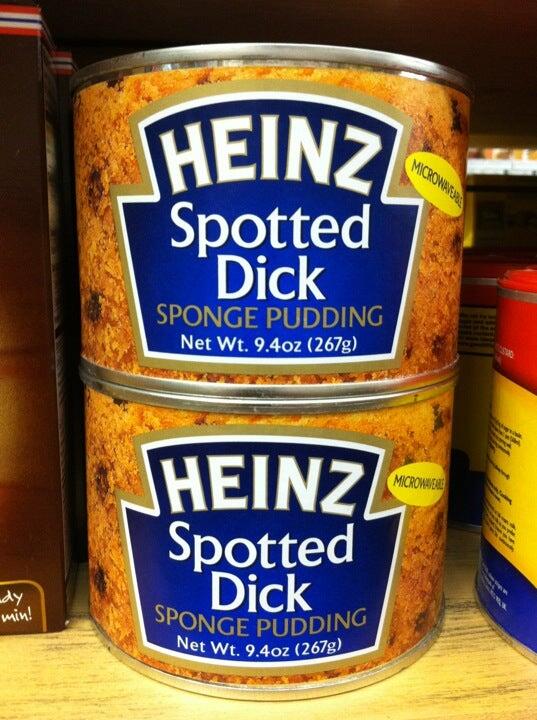 HEINZ
Spotted
Dick
SPONGE PUDDING
Net Wt. 9.4oz (267g)
MICROWAVEABLE
HEINZ
Spotted
Dick
SPONGE PUDDING
Net Wt. 9.4oz (267g)
MICROWAVEABLE
min!